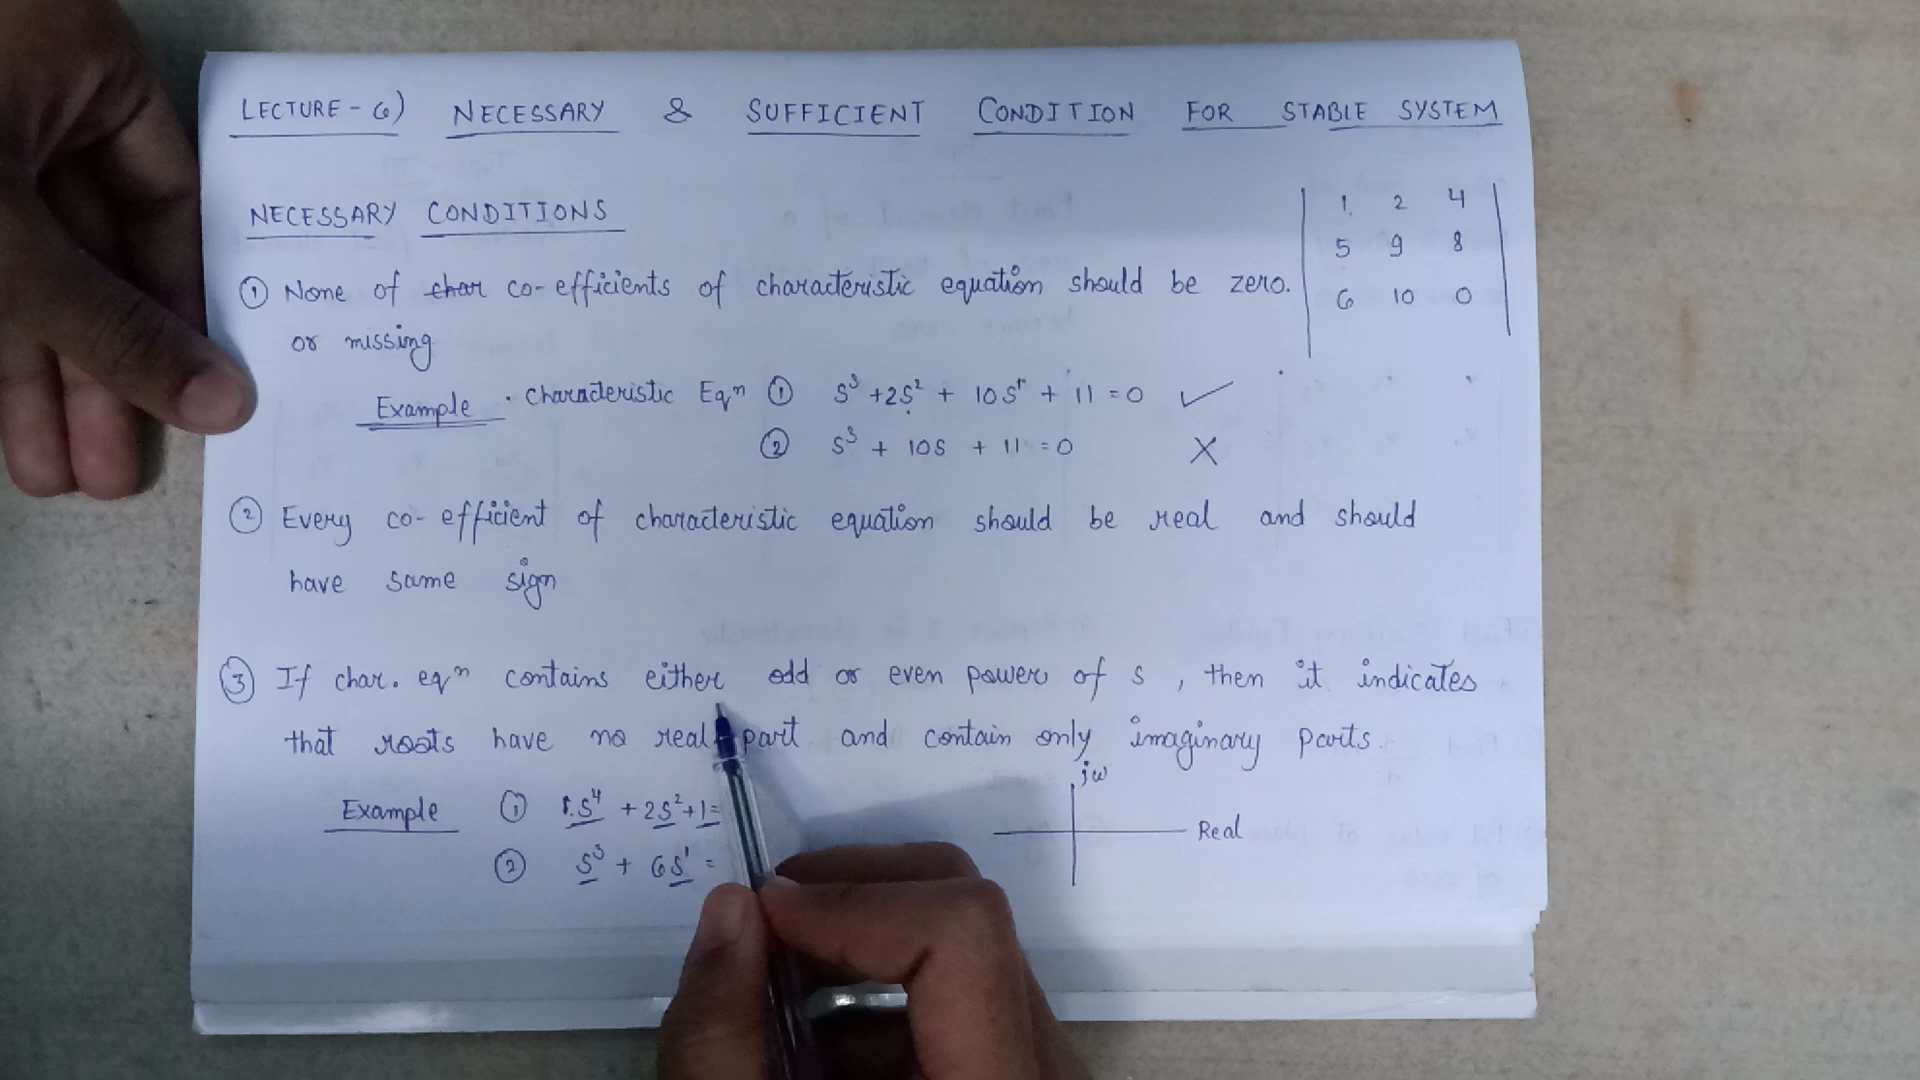 LECTURE - 6) NECESSARY & SUFFICIENT CONDITION FOR STABLE SYSTEM
NECESSARY CONDITIONS
1 2 4
5 9 8
6 10 0
① None of char co-efficients of characteristic equation should be zero.
or missing
Example · Characteristic Eqⁿ ① S³ + 2S² + 10S¹ + 11 = 0 ✓
② S³ + 10S + 11 = 0 X
② Every co-efficient of characteristic equation should be real and should
have same sign
③ If char. eqⁿ contains either odd or even power of s, then it indicates
that roots have no real part and contain only imaginary parts.
jω
Example ① 1.S⁴ + 2S² + 1 =
Real
② S³ + 6S¹ =